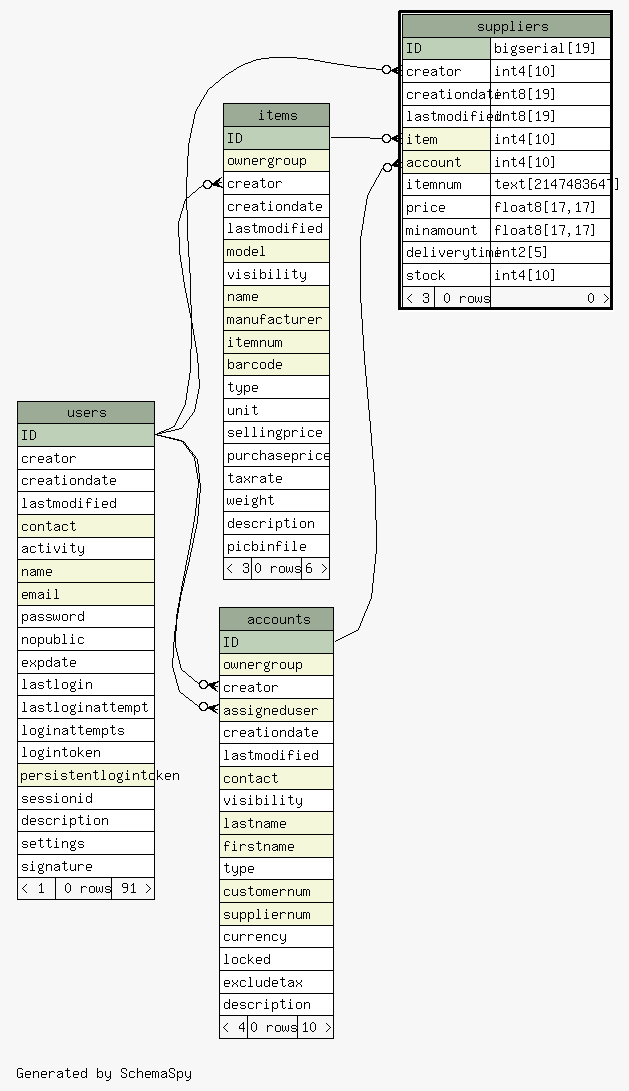 suppliers
ID bigserial[19]
creator int4[10]
creationdate int8[19]
lastmodified int8[19]
item int4[10]
account int4[10]
itemnum text[2147483647]
price float8[17,17]
minamount float8[17,17]
deliverytime int2[5]
stock int4[10]
< 3 0 rows 0 >
items
ID
ownergroup
creator
creationdate
lastmodified
model
visibility
name
manufacturer
itemnum
barcode
type
unit
sellingprice
purchaseprice
taxrate
weight
description
picbinfile
< 3 0 rows 6 >
users
ID
creator
creationdate
lastmodified
contact
activity
name
email
password
nopublic
expdate
lastlogin
lastloginattempt
loginattempts
logintoken
persistentlogintoken
sessionid
description
settings
signature
< 1 0 rows 91 >
accounts
ID
ownergroup
creator
assigneduser
creationdate
lastmodified
contact
visibility
lastname
firstname
type
customernum
suppliernum
currency
locked
excludetax
description
< 4 0 rows 10 >
Generated by SchemaSpy